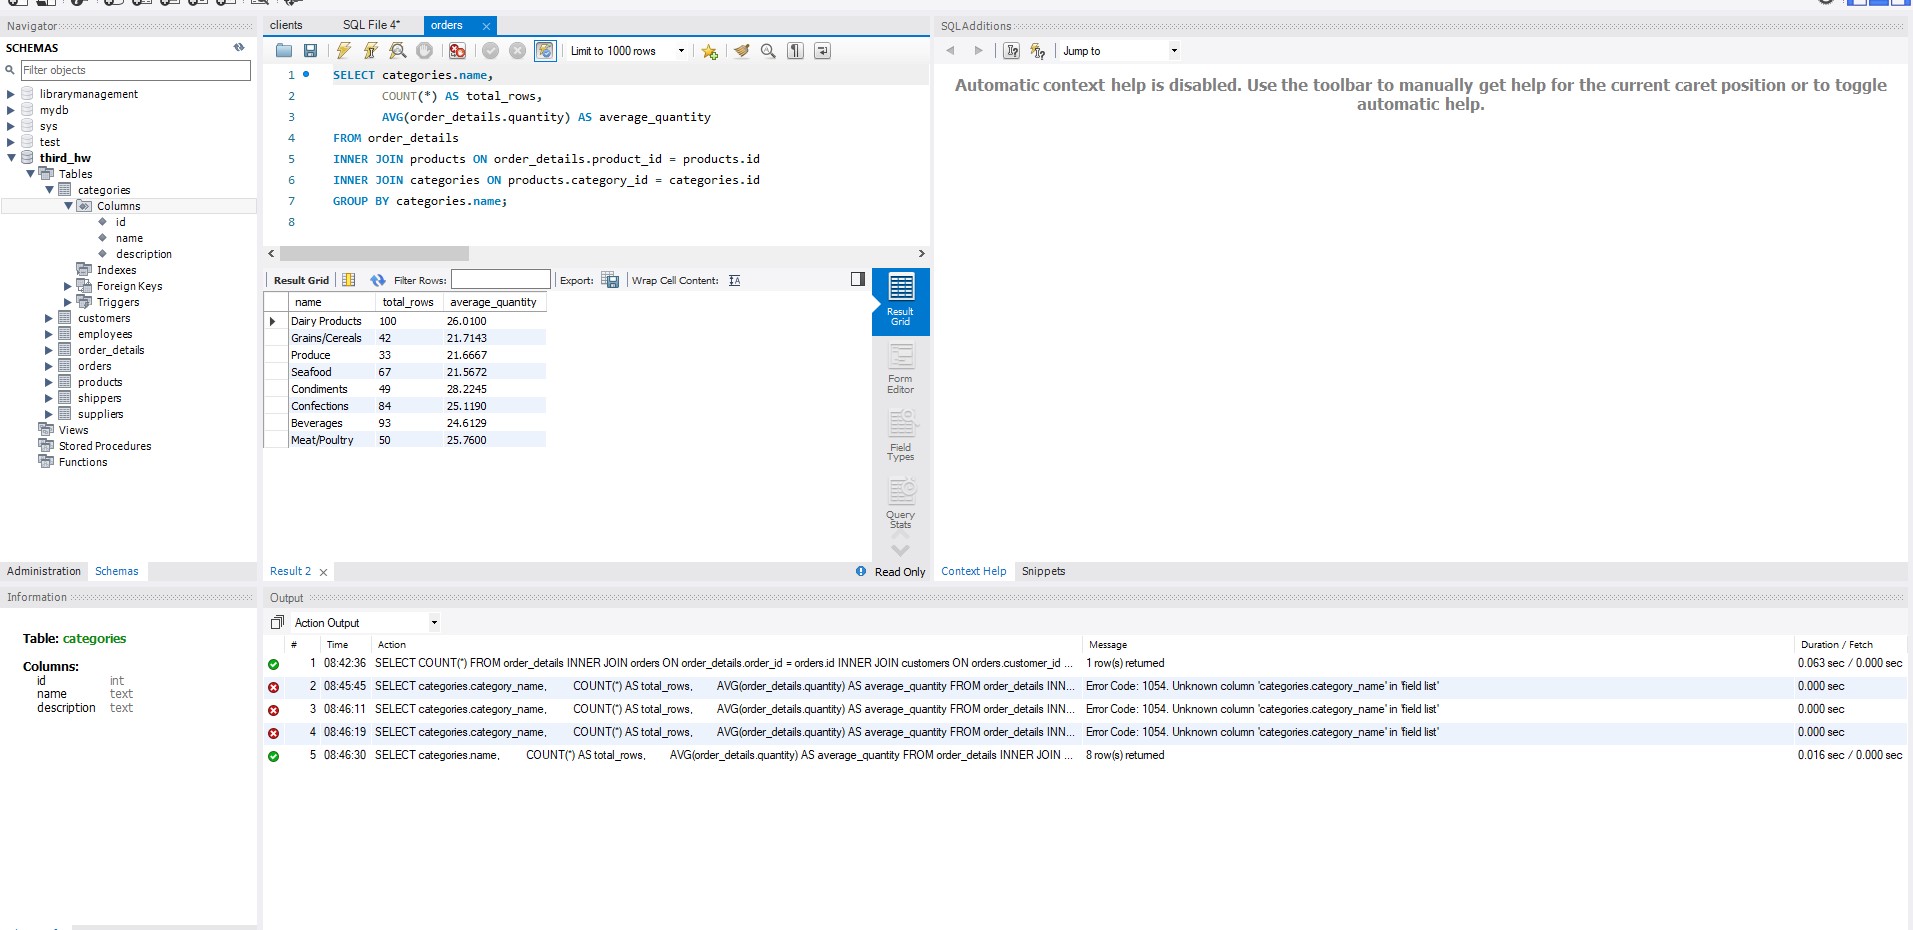 Navigator
SCHEMAS
Filter objects
librarymanagement
mydb
sys
test
third_hw
Tables
categories
Columns
id
name
description
Indexes
Foreign Keys
Triggers
customers
employees
order_details
orders
products
shippers
suppliers
Views
Stored Procedures
Functions
Administration Schemas
Information
Table: categories
Columns:
id int
name text
description text
clients SQL File 4* orders
Limit to 1000 rows
1 SELECT categories.name,
2 COUNT(*) AS total_rows,
3 AVG(order_details.quantity) AS average_quantity
4 FROM order_details
5 INNER JOIN products ON order_details.product_id = products.id
6 INNER JOIN categories ON products.category_id = categories.id
7 GROUP BY categories.name;
8
Result Grid Filter Rows: Export: Wrap Cell Content:
name total_rows average_quantity
Dairy Products 100 26.0100
Grains/Cereals 42 21.7143
Produce 33 21.6667
Seafood 67 21.5672
Condiments 49 28.2245
Confections 84 25.1190
Beverages 93 24.6129
Meat/Poultry 50 25.7600
Result
Grid
Form
Editor
Field
Types
Query
Stats
Result 2 Read Only
SQLAdditions
Jump to
Automatic context help is disabled. Use the toolbar to manually get help for the current caret position or to toggle
automatic help.
Context Help Snippets
Output
Action Output
# Time Action Message Duration / Fetch
1 08:42:36 SELECT COUNT(*) FROM order_details INNER JOIN orders ON order_details.order_id = orders.id INNER JOIN customers ON orders.customer_id ... 1 row(s) returned 0.063 sec / 0.000 sec
2 08:45:45 SELECT categories.category_name, COUNT(*) AS total_rows, AVG(order_details.quantity) AS average_quantity FROM order_details INN... Error Code: 1054. Unknown column 'categories.category_name' in 'field list' 0.000 sec
3 08:46:11 SELECT categories.category_name, COUNT(*) AS total_rows, AVG(order_details.quantity) AS average_quantity FROM order_details INN... Error Code: 1054. Unknown column 'categories.category_name' in 'field list' 0.000 sec
4 08:46:19 SELECT categories.category_name, COUNT(*) AS total_rows, AVG(order_details.quantity) AS average_quantity FROM order_details INN... Error Code: 1054. Unknown column 'categories.category_name' in 'field list' 0.000 sec
5 08:46:30 SELECT categories.name, COUNT(*) AS total_rows, AVG(order_details.quantity) AS average_quantity FROM order_details INNER JOIN ... 8 row(s) returned 0.016 sec / 0.000 sec